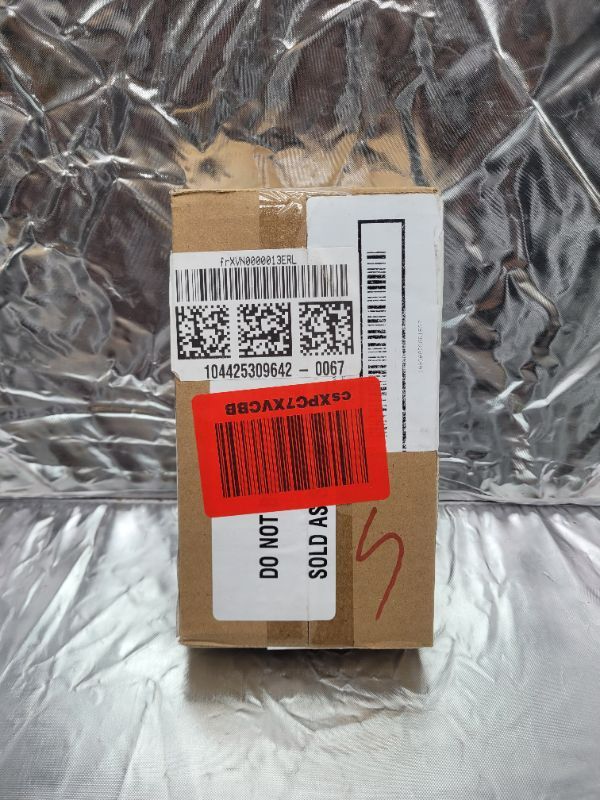 frXVN0000013ERL
104425309642 - 0067
csXPC7XVCBB
DO NOT
SOLD AS